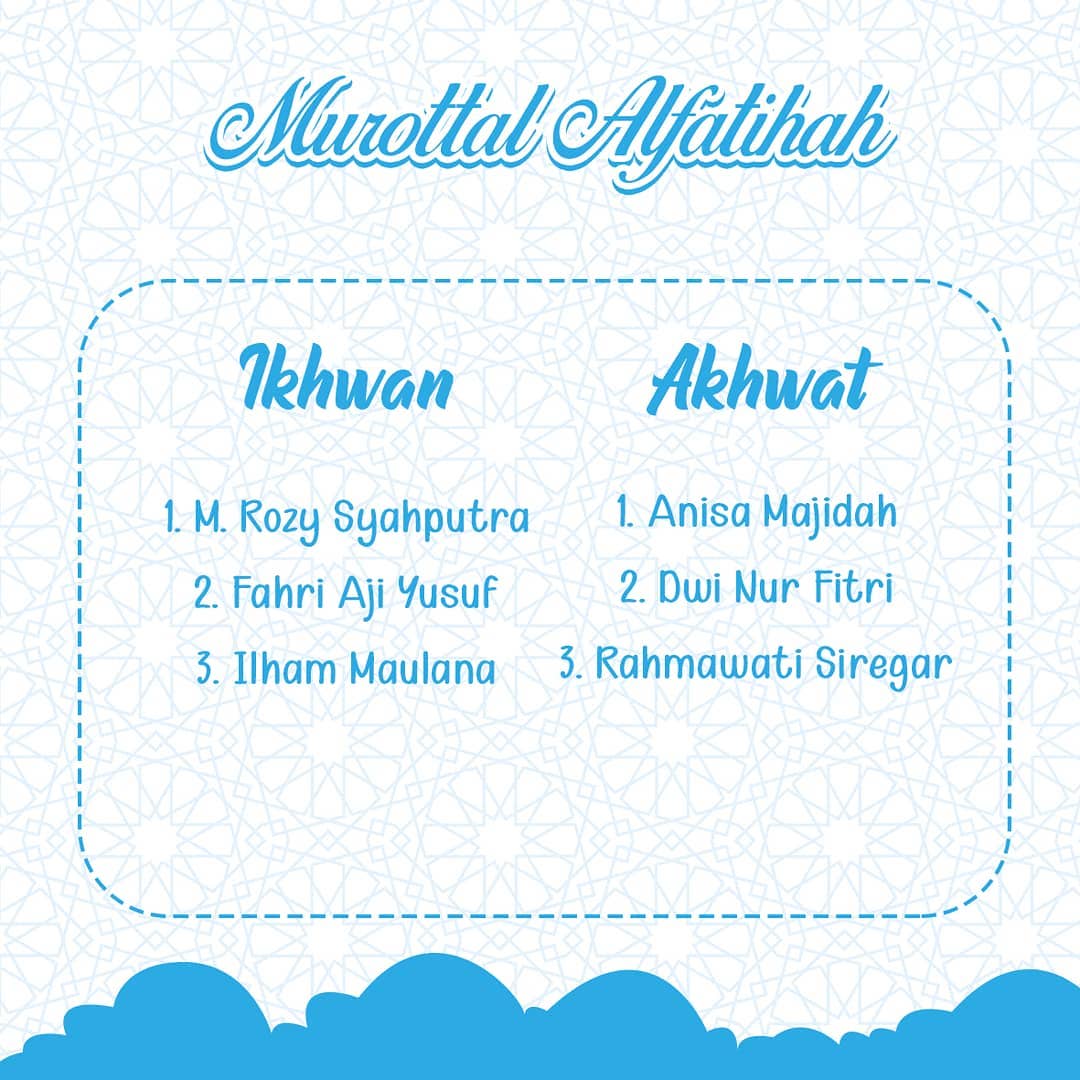 Murottal Alfatihah
Ikhwan
1. M. Rozy Syahputra
2. Fahri Aji Yusuf
3. Ilham Maulana
Akhwat
1. Anisa Majidah
2. Dwi Nur Fitri
3. Rahmawati Siregar